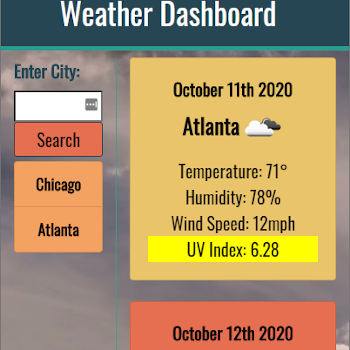 Weather Dashboard
Enter City:
Search
Chicago
Atlanta
October 11th 2020
Atlanta
Temperature: 71°
Humidity: 78%
Wind Speed: 12mph
UV Index: 6.28
October 12th 2020